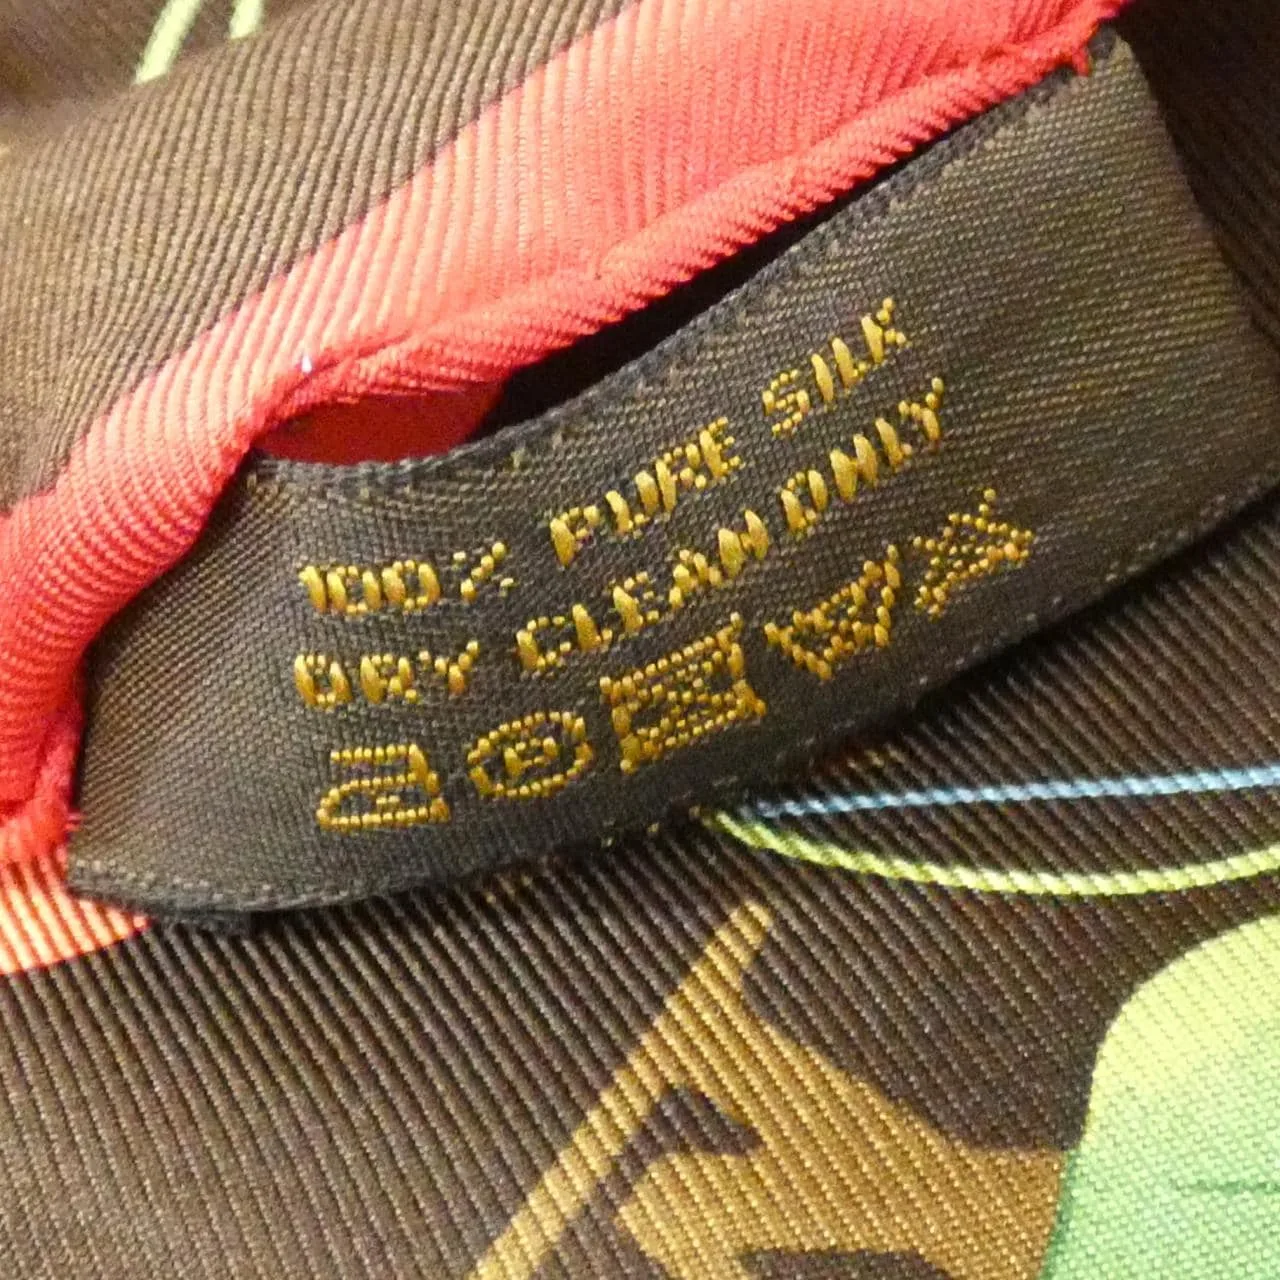 100% PURE SILK
DRY CLEAN ONLY
P